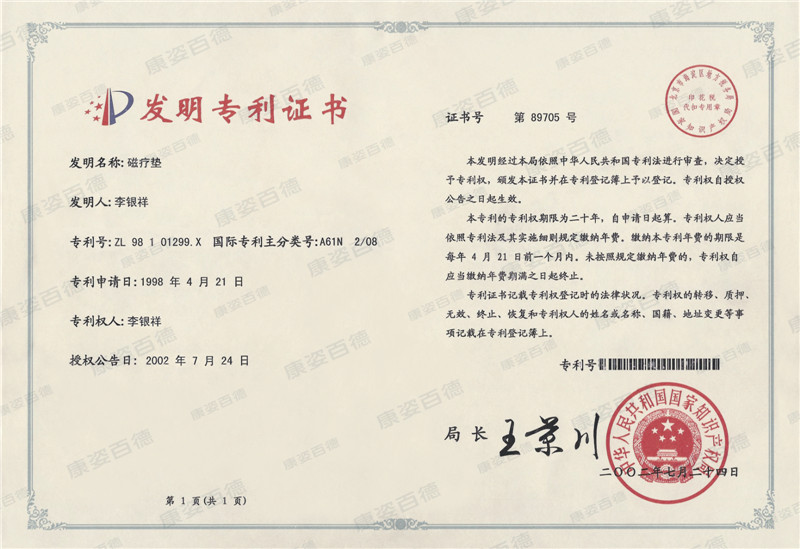 发明专利证书
发明名称:磁疗垫
发明人:李银祥
专利号:ZL 98 1 01299.X 国际专利主分类号:A61N 2/08
专利申请日:1998 年 4 月 21 日
专利权人:李银祥
授权公告日: 2002 年 7 月 24 日
第 1 页(共 1 页)
证书号 第 89705 号
印花税
代扣专用章
国家知识产权局
本发明经过本局依照中华人民共和国专利法进行审查，决定授
予专利权，颁发本证书并在专利登记簿上予以登记。专利权自授权
公告之日起生效。
本专利的专利权期限为二十年，自申请日起算。专利权人应当
依照专利法及其实施细则规定缴纳年费。缴纳本专利年费的期限是
每年 4 月 21 日前一个月内。未按照规定缴纳年费的，专利权自
应当缴纳年费期满之日起终止。
专利证书记载专利权登记时的法律状况。专利权的转移、质押、
无效、终止、恢复和专利权人的姓名或名称、国籍、地址变更等事
项记载在专利登记簿上。
专利号
局长 王景川
中华人民共和国国家知识产权局
二〇〇二年七月二十四日
康姿百德